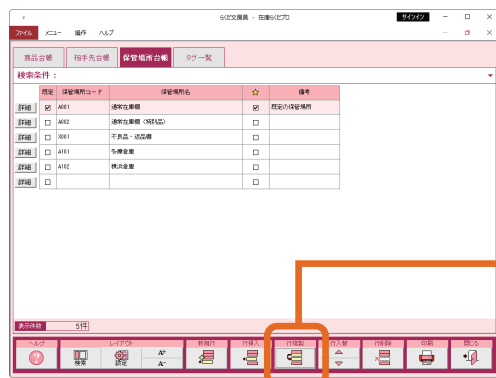 らくだ文房具 - 在庫らくだプロ サインイン
ファイル メニュー 操作 ヘルプ
商品台帳 相手先台帳 保管場所台帳 タグ一覧
検索条件：
既定 保管場所コード 保管場所名 ☆ 備考
詳細 ☑ A001 通常在庫棚 ☑ 既定の保管場所
詳細 □ A002 通常在庫棚（特別品） □
詳細 □ X001 不良品・返品棚 □
詳細 □ A101 多摩倉庫 □
詳細 □ A102 横浜倉庫 □
詳細 □ □
表示件数 5件
ヘルプ レイアウト 新規行 行挿入 行複製 行入替 行削除 印刷 閉じる
検索 設定 A+
A-